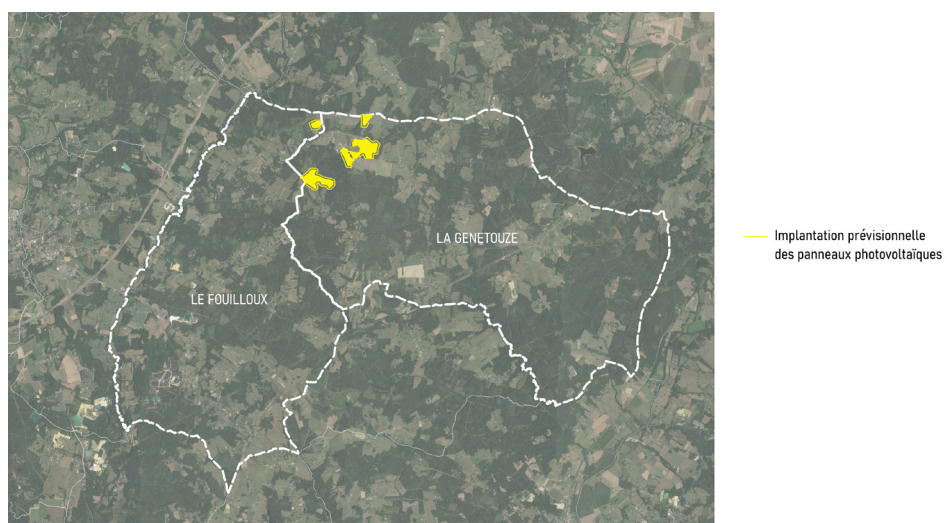 LA GENETOUZE
LE FOUILLOUX
Implantation prévisionnelle
des panneaux photovoltaïques